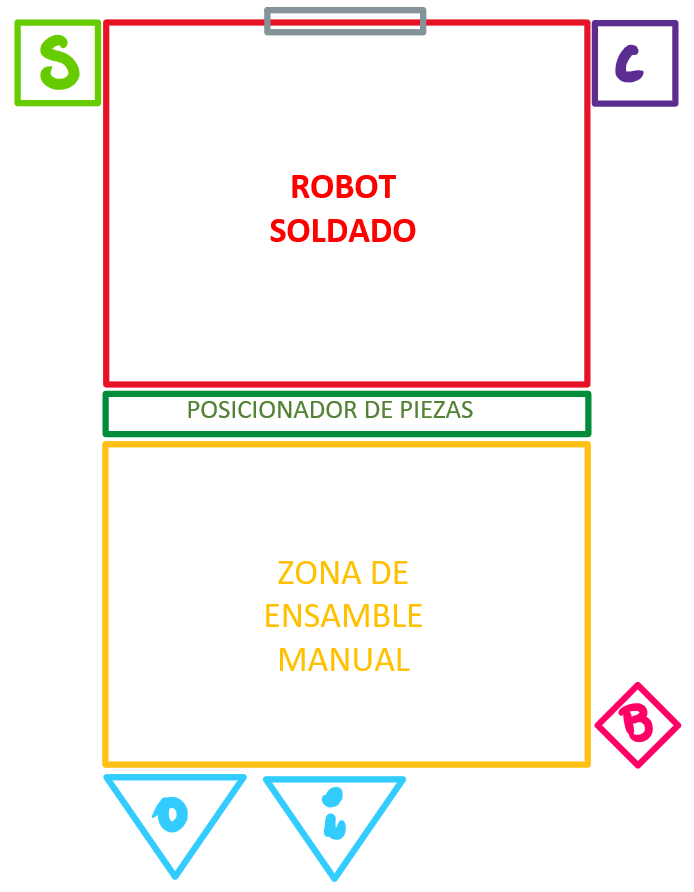 S
C
ROBOT
SOLDADO
POSICIONADOR DE PIEZAS
ZONA DE
ENSAMBLE
MANUAL
B
o
i